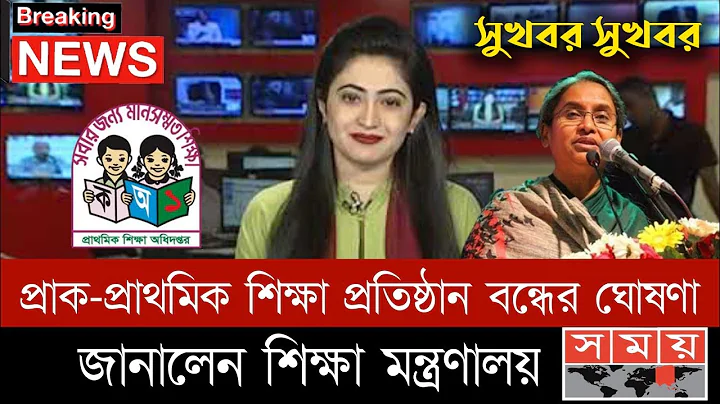 Breaking
NEWS
সুখবর সুখবর
সবার জন্য মানসম্মত শিক্ষা
ক অ ১
প্রাথমিক শিক্ষা অধিদপ্তর
প্রাক-প্রাথমিক শিক্ষা প্রতিষ্ঠান বন্ধের ঘোষণা
জানালেন শিক্ষা মন্ত্রণালয়
সময়